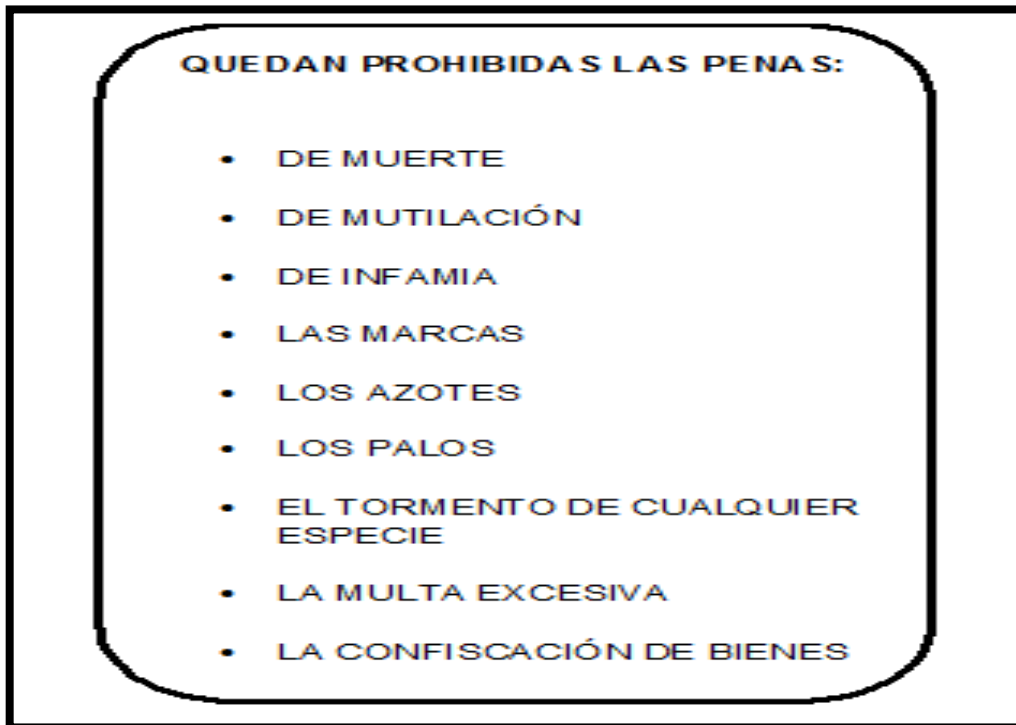 QUEDAN PROHIBIDAS LAS PENAS:
• DE MUERTE
• DE MUTILACIÓN
• DE INFAMIA
• LAS MARCAS
• LOS AZOTES
• LOS PALOS
• EL TORMENTO DE CUALQUIER
ESPECIE
• LA MULTA EXCESIVA
• LA CONFISCACIÓN DE BIENES